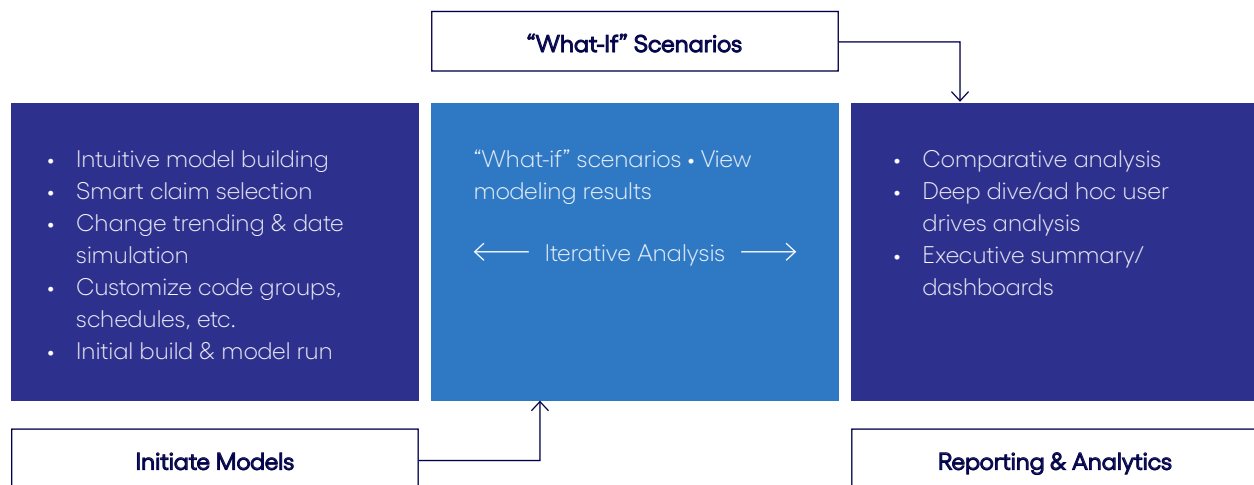 “What-If” Scenarios
• Intuitive model building
• Smart claim selection
• Change trending & date
simulation
• Customize code groups,
schedules, etc.
• Initial build & model run
“What-if” scenarios • View
modeling results
Iterative Analysis
• Comparative analysis
• Deep dive/ad hoc user
drives analysis
• Executive summary/
dashboards
Initiate Models
Reporting & Analytics